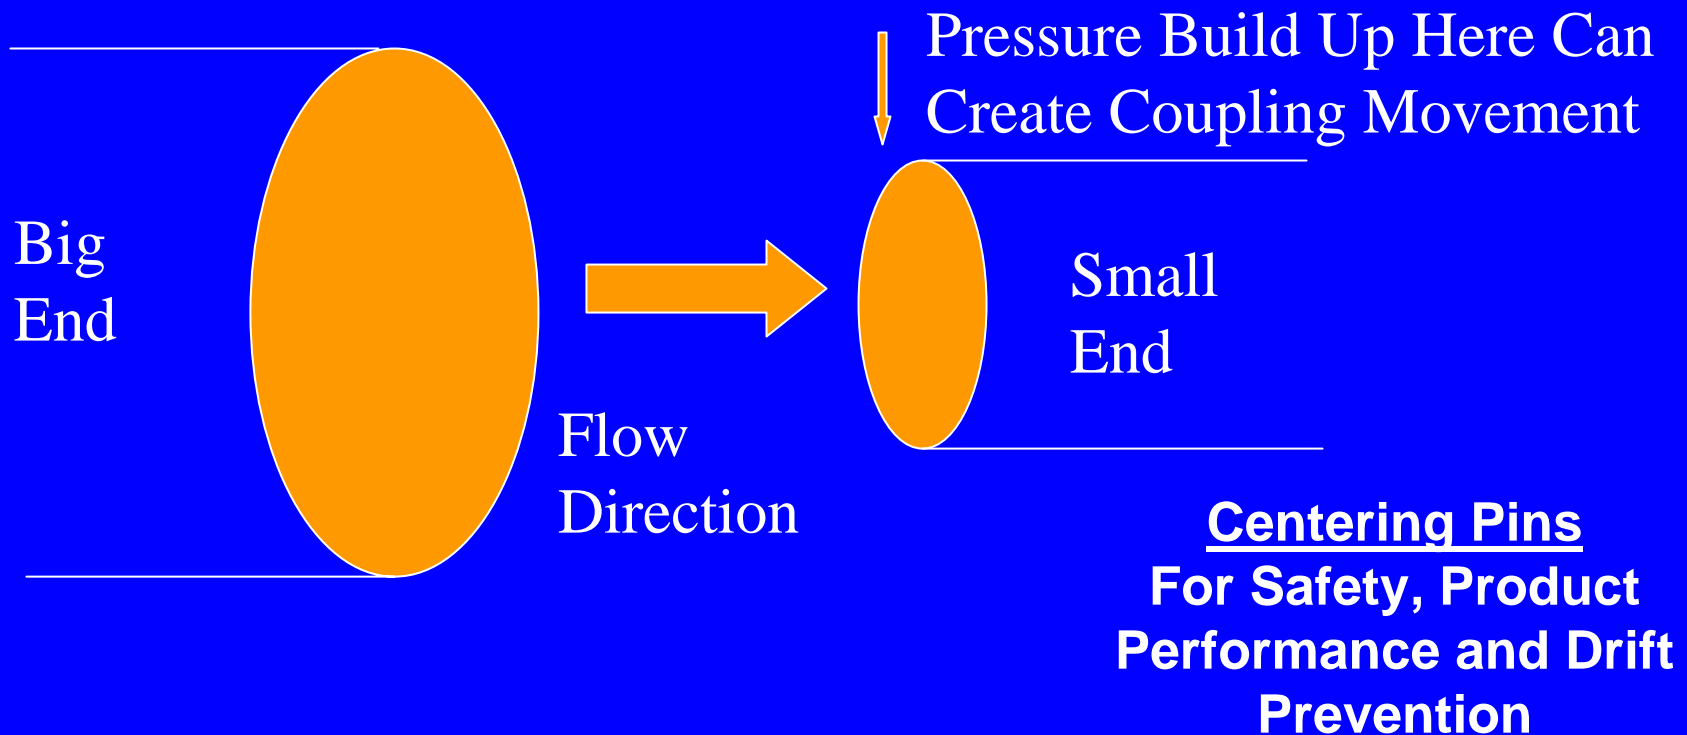 Pressure Build Up Here Can
Create Coupling Movement
Big
End
Small
End
Flow
Direction
Centering Pins
For Safety, Product
Performance and Drift
Prevention